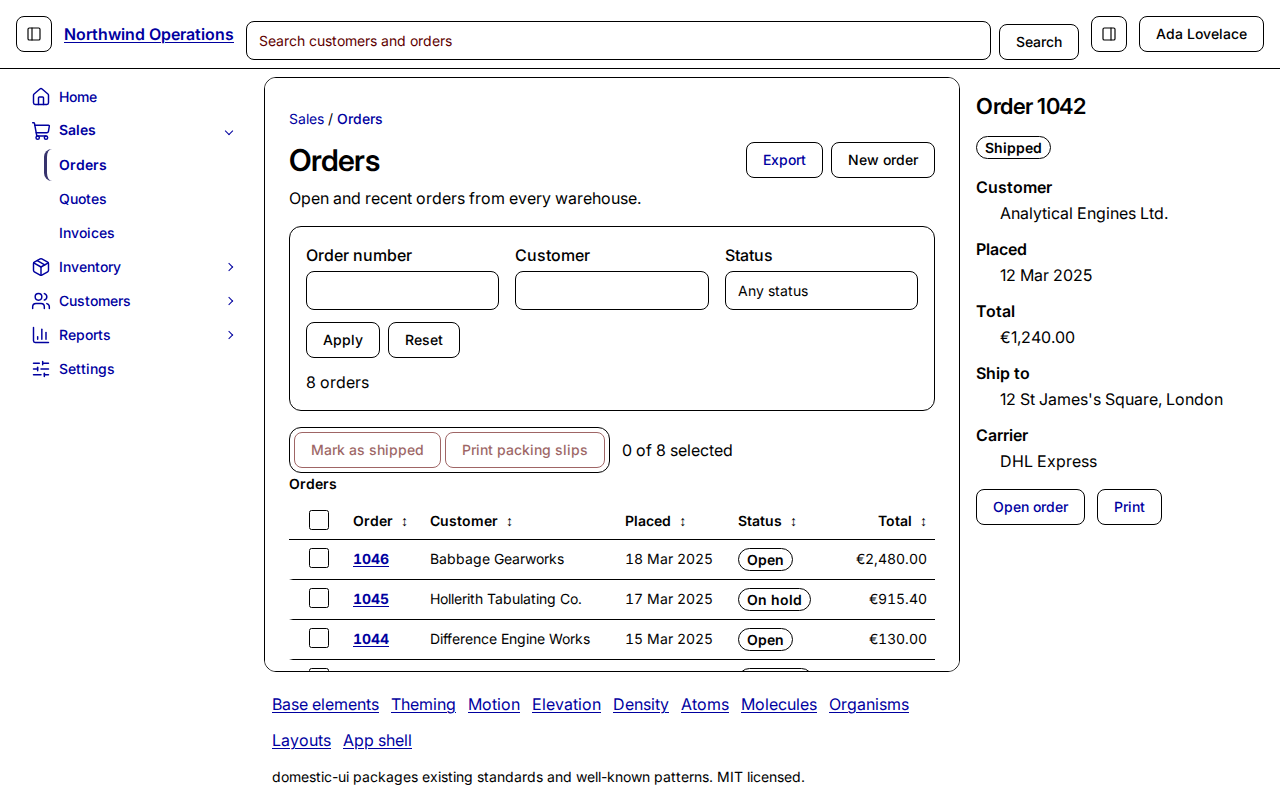 Northwind Operations
Search customers and orders
Search
Ada Lovelace
Home
Sales
Orders
Quotes
Invoices
Inventory
Customers
Reports
Settings
Sales / Orders
Orders
Export
New order
Open and recent orders from every warehouse.
Order number
Customer
Status
Any status
Apply
Reset
8 orders
Mark as shipped
Print packing slips
0 of 8 selected
Orders
Order ↕ Customer ↕ Placed ↕ Status ↕ Total ↕
1046 Babbage Gearworks 18 Mar 2025 Open €2,480.00
1045 Hollerith Tabulating Co. 17 Mar 2025 On hold €915.40
1044 Difference Engine Works 15 Mar 2025 Open €130.00
Order 1042
Shipped
Customer
Analytical Engines Ltd.
Placed
12 Mar 2025
Total
€1,240.00
Ship to
12 St James's Square, London
Carrier
DHL Express
Open order
Print
Base elements Theming Motion Elevation Density Atoms Molecules Organisms
Layouts App shell
domestic-ui packages existing standards and well-known patterns. MIT licensed.